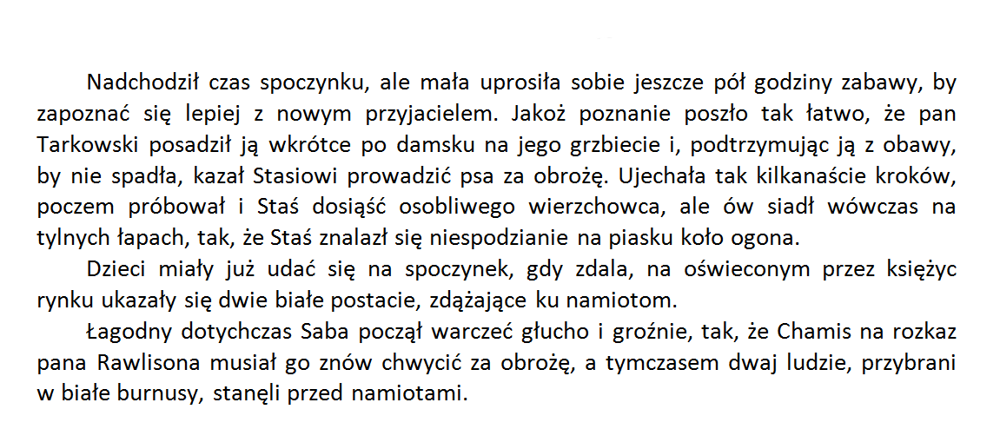 Nadchodził czas spoczynku, ale mała uprosiła sobie jeszcze pół godziny zabawy, by
zapoznać się lepiej z nowym przyjacielem. Jakoż poznanie poszło tak łatwo, że pan
Tarkowski posadził ją wkrótce po damsku na jego grzbiecie i, podtrzymując ją z obawy,
by nie spadła, kazał Stasiowi prowadzić psa za obrożę. Ujechała tak kilkanaście kroków,
poczem próbował i Staś dosiąść osobliwego wierzchowca, ale ów siadł wówczas na
tylnych łapach, tak, że Staś znalazł się niespodzianie na piasku koło ogona.
Dzieci miały już udać się na spoczynek, gdy zdala, na oświeconym przez księżyc
rynku ukazały się dwie białe postacie, zdążające ku namiotom.
Łagodny dotychczas Saba począł warczeć głucho i groźnie, tak, że Chamis na rozkaz
pana Rawlisona musiał go znów chwycić za obrożę, a tymczasem dwaj ludzie, przybrani
w białe burnusy, stanęli przed namiotami.